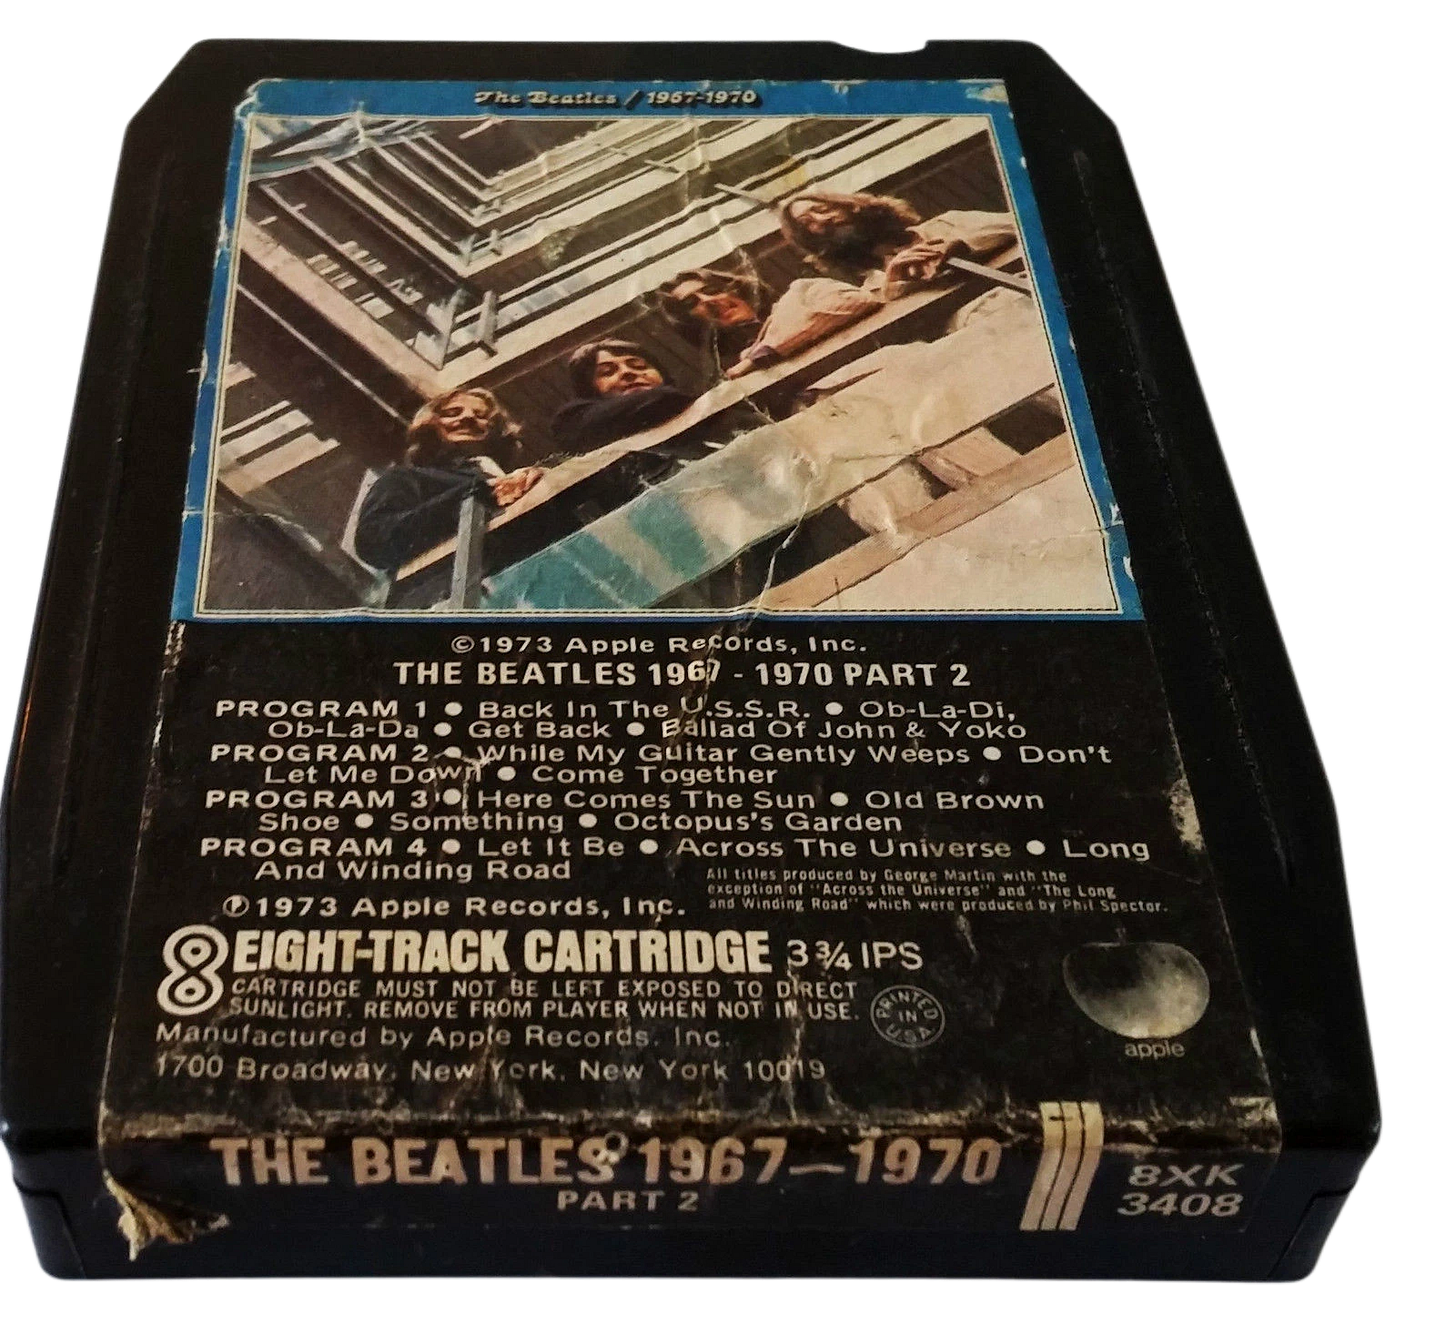 The Beatles / 1967-1970
©1973 Apple Records, Inc.
THE BEATLES 1967 - 1970 PART 2
PROGRAM 1 ● Back In The U.S.S.R. ● Ob-La-Di,
Ob-La-Da ● Get Back ● Ballad Of John & Yoko
PROGRAM 2 ● While My Guitar Gently Weeps ● Don't
Let Me Down ● Come Together
PROGRAM 3 ● Here Comes The Sun ● Old Brown
Shoe ● Something ● Octopus's Garden
PROGRAM 4 ● Let It Be ● Across The Universe ● Long
And Winding Road
All titles produced by George Martin with the
exception of "Across the Universe" and "The Long
and Winding Road" which were produced by Phil Spector.
℗1973 Apple Records, Inc.
8 EIGHT-TRACK CARTRIDGE 3 3/4 IPS
CARTRIDGE MUST NOT BE LEFT EXPOSED TO DIRECT
SUNLIGHT. REMOVE FROM PLAYER WHEN NOT IN USE.
PRINTED
IN
U.S.A.
Manufactured by Apple Records, Inc.
1700 Broadway, New York, New York 10019
apple
THE BEATLES 1967—1970
PART 2
8XK
3408